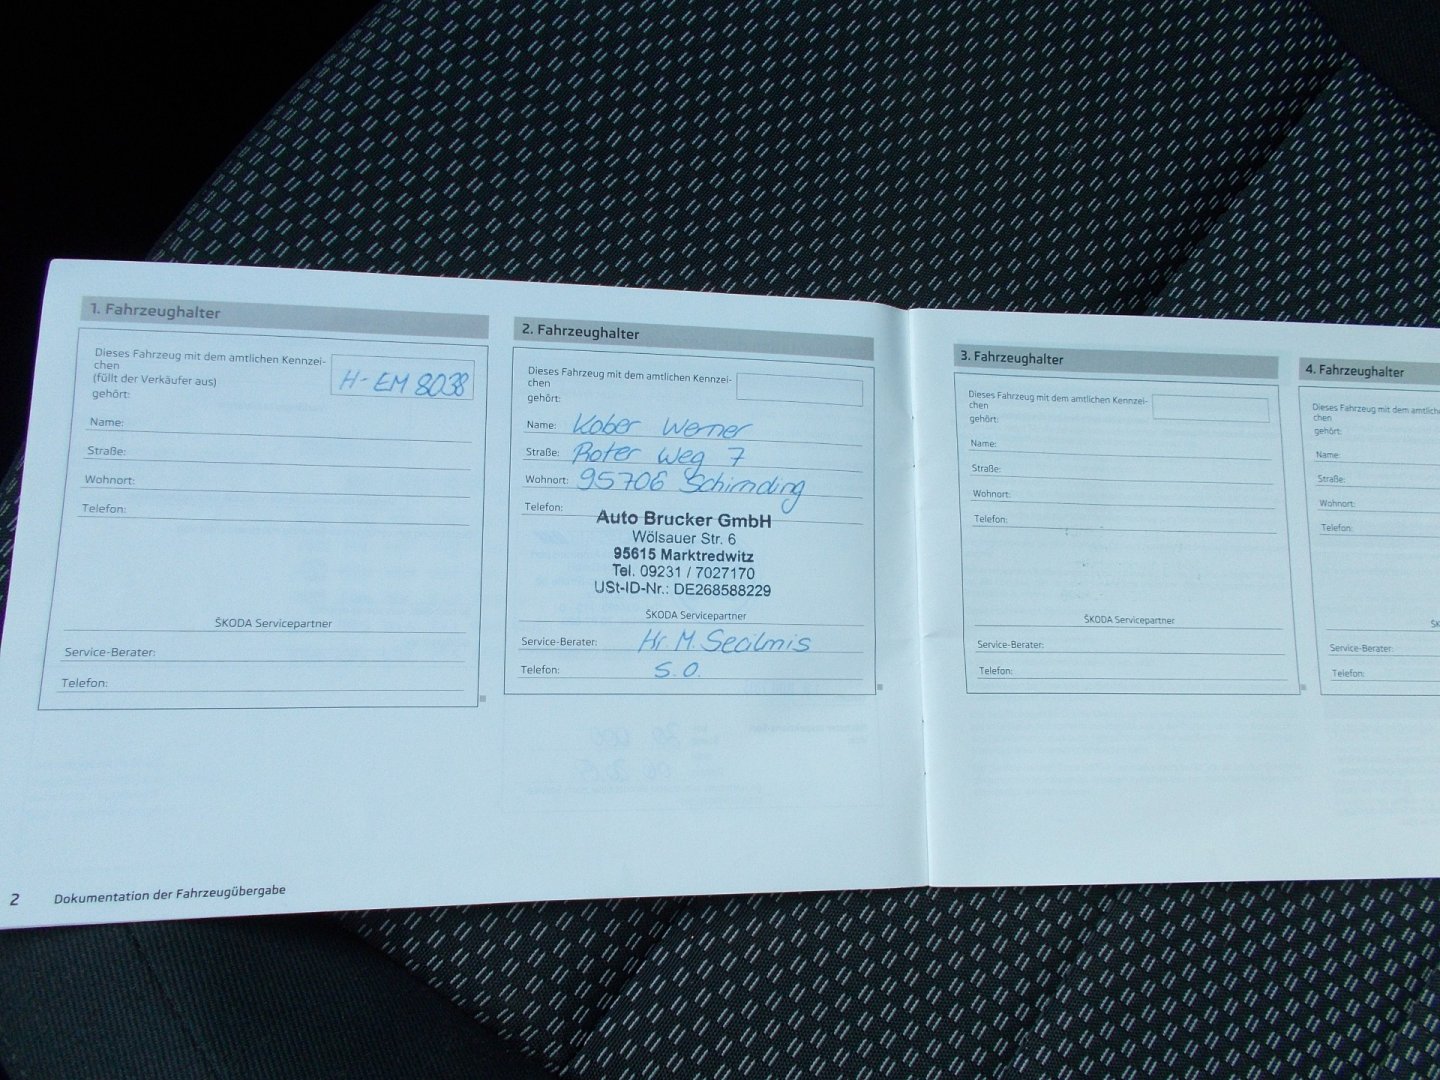 1. Fahrzeughalter
Dieses Fahrzeug mit dem amtlichen Kennzei-
chen
(füllt der Verkäufer aus)
gehört:
H-EM 8038
Name:
Straße:
Wohnort:
Telefon:
ŠKODA Servicepartner
Service-Berater:
Telefon:
2. Fahrzeughalter
Dieses Fahrzeug mit dem amtlichen Kennzei-
chen
gehört:
Name: Kober Werner
Straße: Roter Weg 7
Wohnort: 95706 Schirnding
Telefon:
Auto Brucker GmbH
Wölsauer Str. 6
95615 Marktredwitz
Tel. 09231 / 7027170
USt-ID-Nr.: DE268588229
ŠKODA Servicepartner
Service-Berater: Hr. M.
Telefon: S.O.
3. Fahrzeughalter
Dieses Fahrzeug mit dem amtlichen Kennzei-
chen
gehört:
Name:
Straße:
Wohnort:
Telefon:
ŠKODA Servicepartner
Service-Berater:
Telefon:
4. Fahrzeughalter
Dieses Fahrzeug mit dem
chen
gehört:
Name:
Straße:
Wohnort:
Telefon:
Service-Berater:
Telefon:
2 Dokumentation der Fahrzeugübergabe